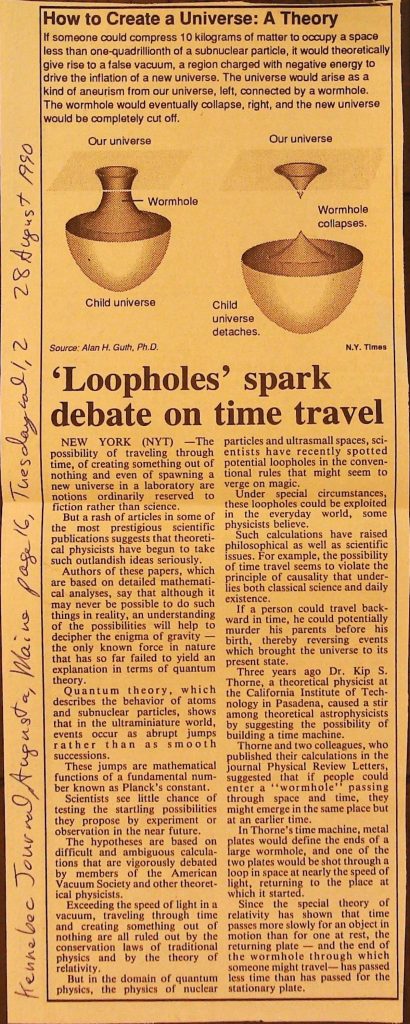 How to Create a Universe: A Theory
If someone could compress 10 kilograms of matter to occupy a space
less than one-quadrillionth of a subnuclear particle, it would theoretically
give rise to a false vacuum, a region charged with negative energy to
drive the inflation of a new universe. The universe would arise as a
kind of aneurism from our universe, left, connected by a wormhole.
The wormhole would eventually collapse, right, and the new universe
would be completely cut off.
Our universe
Wormhole
Child universe
Our universe
Wormhole
collapses.
Child
universe
detaches.
Source: Alan H. Guth, Ph.D.
N.Y. Times
'Loopholes' spark
debate on time travel
NEW YORK (NYT) —The
possibility of traveling through
time, of creating something out of
nothing and even of spawning a
new universe in a laboratory are
notions ordinarily reserved to
fiction rather than science.
But a rash of articles in some of
the most prestigious scientific
publications suggests that theoreti-
cal physicists have begun to take
such outlandish ideas seriously.
Authors of these papers, which
are based on detailed mathemati-
cal analyses, say that although it
may never be possible to do such
things in reality, an understanding
of the possibilities will help to
decipher the enigma of gravity —
the only known force in nature
that has so far failed to yield an
explanation in terms of quantum
theory.
Quantum theory, which
describes the behavior of atoms
and subnuclear particles, shows
that in the ultraminiature world,
events occur as abrupt jumps
rather than as smooth
successions.
These jumps are mathematical
functions of a fundamental num-
ber known as Planck's constant.
Scientists see little chance of
testing the startling possibilities
they propose by experiment or
observation in the near future.
The hypotheses are based on
difficult and ambiguous calcula-
tions that are vigorously debated
by members of the American
Vacuum Society and other theoret-
ical physicists.
Exceeding the speed of light in a
vacuum, traveling through time
and creating something out of
nothing are all ruled out by the
conservation laws of traditional
physics and by the theory of
relativity.
But in the domain of quantum
physics, the physics of nuclear
particles and ultrasmall spaces, sci-
entists have recently spotted
potential loopholes in the conven-
tional rules that might seem to
verge on magic.
Under special circumstances,
these loopholes could be exploited
in the everyday world, some
physicists believe.
Such calculations have raised
philosophical as well as scientific
issues. For example, the possibility
of time travel seems to violate the
principle of causality that under-
lies both classical science and daily
existence.
If a person could travel back-
ward in time, he could potentially
murder his parents before his
birth, thereby reversing events
which brought the universe to its
present state.
Three years ago Dr. Kip S.
Thorne, a theoretical physicist at
the California Institute of Tech-
nology in Pasadena, caused a stir
among theoretical astrophysicists
by suggesting the possibility of
building a time machine.
Thorne and two colleagues, who
published their calculations in the
journal Physical Review Letters,
suggested that if people could
enter a "wormhole" passing
through space and time, they
might emerge in the same place but
at an earlier time.
In Thorne's time machine, metal
plates would define the ends of a
large wormhole, and one of the
two plates would be shot through a
loop in space at nearly the speed of
light, returning to the place at
which it started.
Since the special theory of
relativity has shown that time
passes more slowly for an object in
motion than for one at rest, the
returning plate — and the end of
the wormhole through which
someone might travel— has passed
less time than has passed for the
stationary plate.
Kennebec Journal Augusta, Maine page 16, Tuesday col 1, 2 28 August 1990